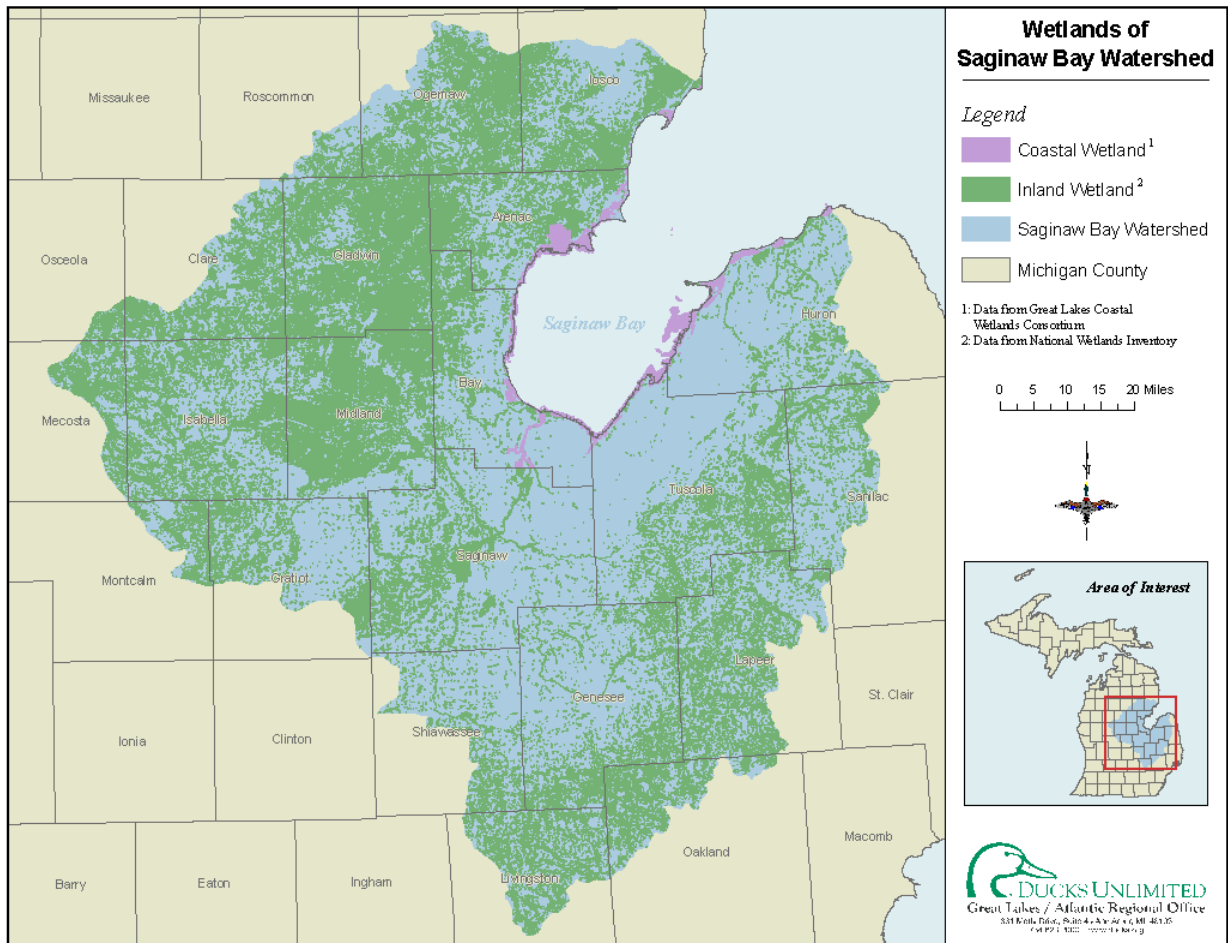 Wetlands of
Saginaw Bay Watershed
Legend
Coastal Wetland 1
Inland Wetland 2
Saginaw Bay Watershed
Michigan County
1: Data from Great Lakes Coastal
Wetlands Consortium
2: Data from National Wetlands Inventory
0 5 10 15 20 Miles
N
Area of Interest
DUCKS UNLIMITED
Great Lakes / Atlantic Regional Office
Missaukee
Roscommon
Ogemaw
Iosco
Osceola
Clare
Gladwin
Arenac
Saginaw Bay
Huron
Mecosta
Isabella
Midland
Bay
Tuscola
Sanilac
Montcalm
Gratiot
Saginaw
Lapeer
Genesee
St. Clair
Ionia
Clinton
Shiawassee
Macomb
Oakland
Barry
Eaton
Ingham
Livingston